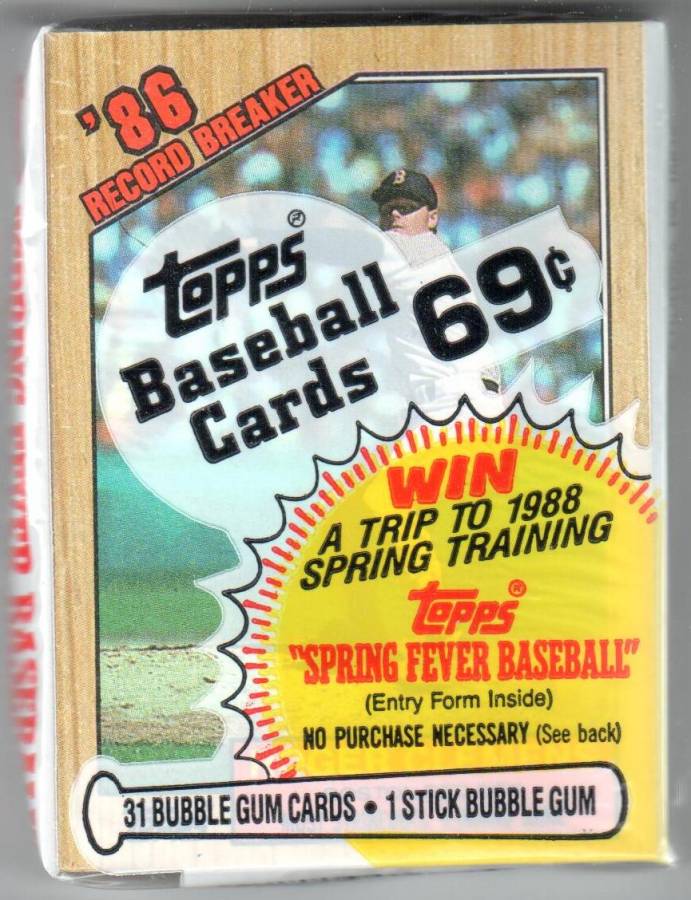 '86
RECORD BREAKER
B
topps®
Baseball
Cards
69¢
WIN
A TRIP TO 1988
SPRING TRAINING
topps®
"SPRING FEVER BASEBALL"
(Entry Form Inside)
NO PURCHASE NECESSARY (See back)
31 BUBBLE GUM CARDS • 1 STICK BUBBLE GUM